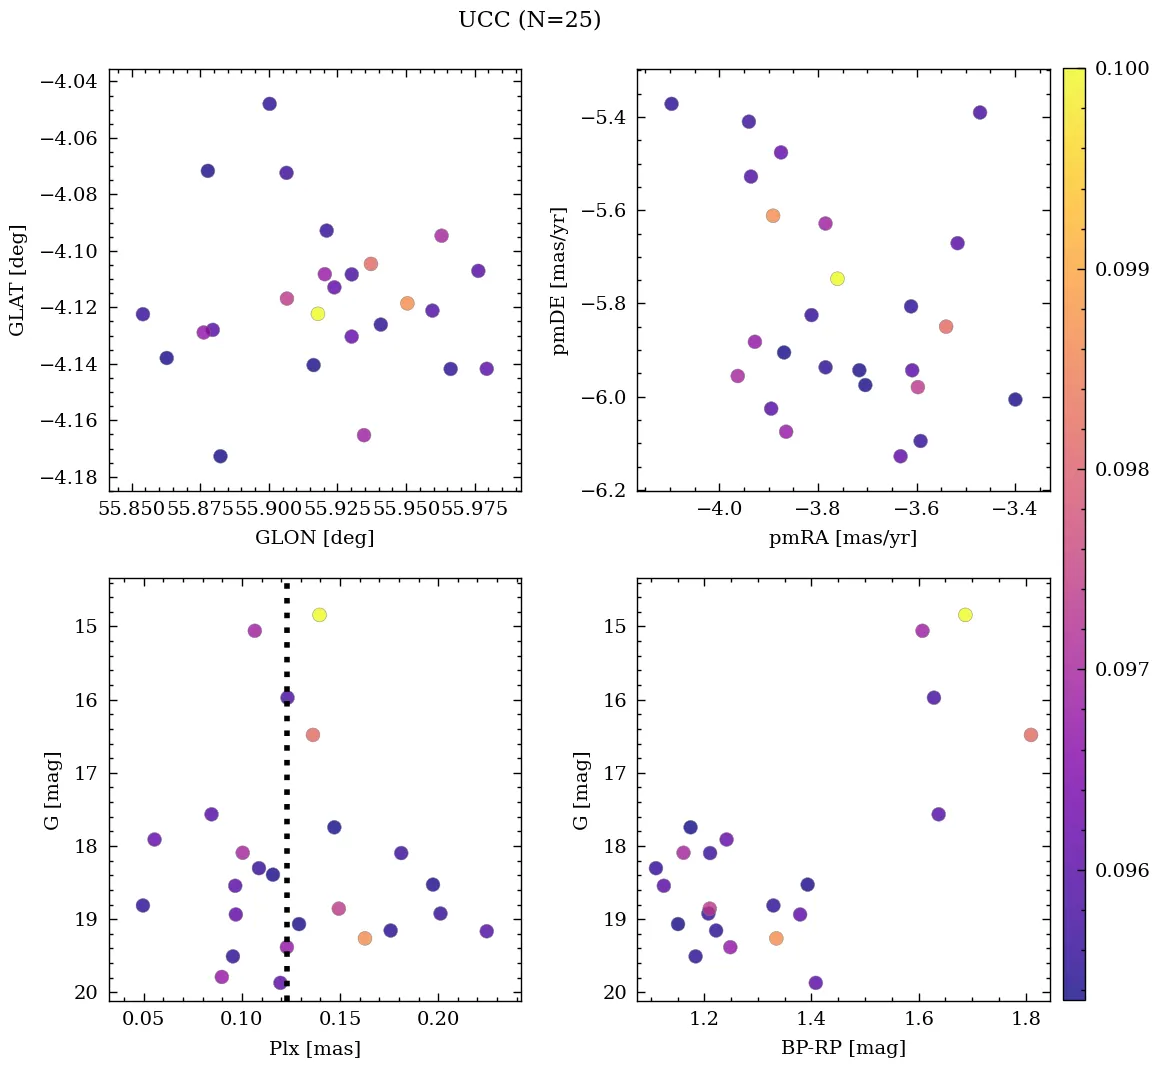 UCC (N=25)
−4.04
−4.06
−4.08
−4.10
−4.12
−4.14
−4.16
−4.18
GLAT [deg]
55.850 55.875 55.900 55.925 55.950 55.975
GLON [deg]
−5.4
−5.6
−5.8
−6.0
−6.2
pmDE [mas/yr]
−4.0 −3.8 −3.6 −3.4
pmRA [mas/yr]
0.100
0.099
0.098
0.097
0.096
15
16
17
18
19
20
G [mag]
0.05 0.10 0.15 0.20
Plx [mas]
15
16
17
18
19
20
G [mag]
1.2 1.4 1.6 1.8
BP-RP [mag]